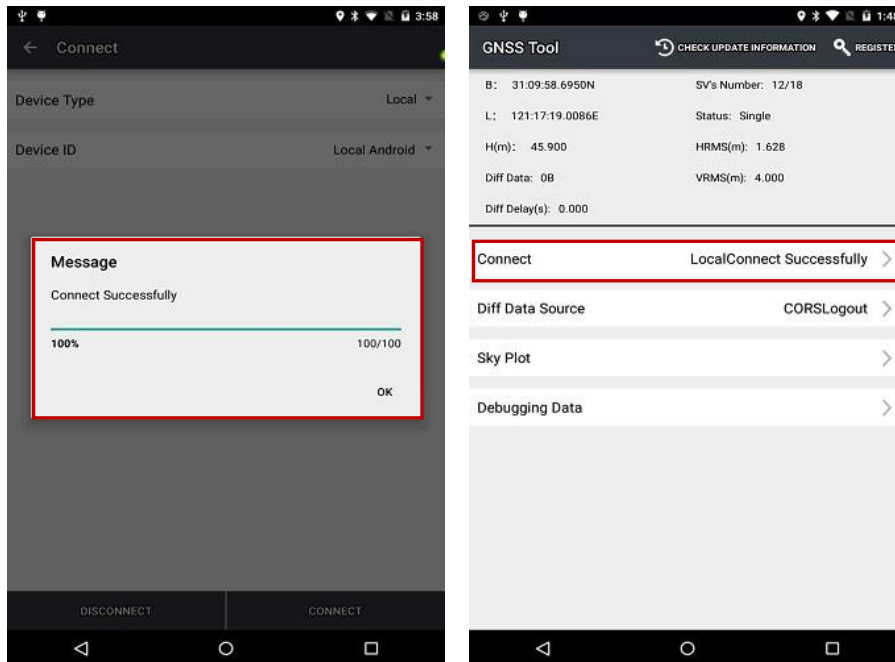 3:58
Connect
Device Type Local
Device ID Local Android
Message
Connect Successfully
100% 100/100
OK
DISCONNECT CONNECT
1:48
GNSS Tool CHECK UPDATE INFORMATION REGISTER
B: 31:09:58.6950N SV's Number: 12/18
L: 121:17:19.0086E Status: Single
H(m): 45.900 HRMS(m): 1.628
Diff Data: 0B VRMS(m): 4.000
Diff Delay(s): 0.000
Connect LocalConnect Successfully
Diff Data Source CORSLogout
Sky Plot
Debugging Data